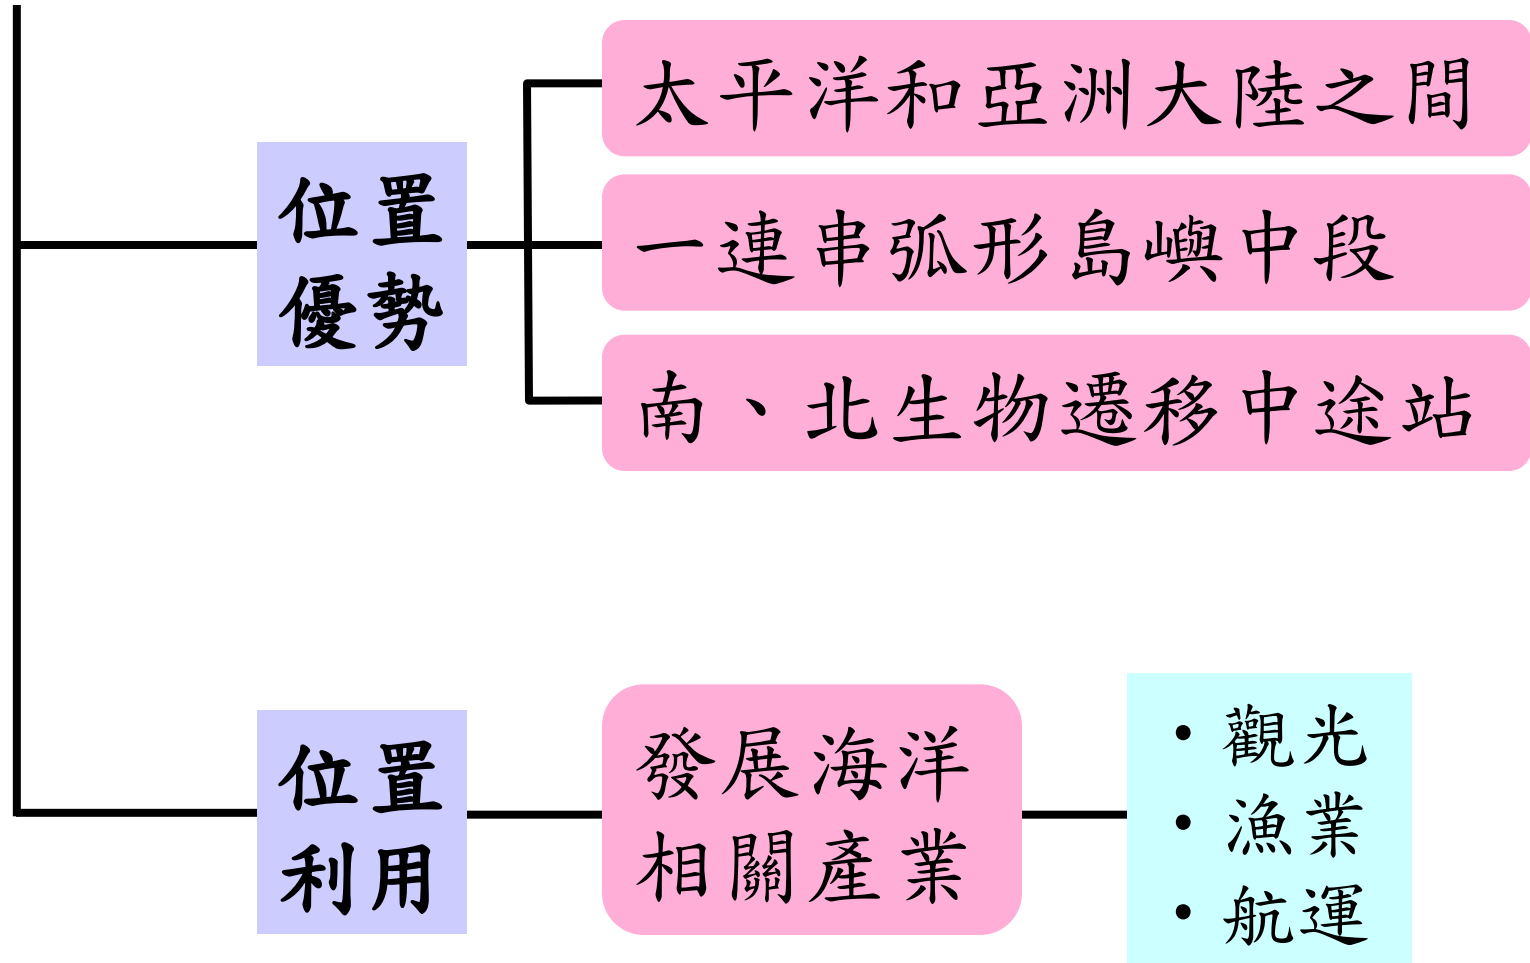 位置
優勢
太平洋和亞洲大陸之間
一連串弧形島嶼中段
南、北生物遷移中途站
位置
利用
發展海洋
相關產業
• 觀光
• 漁業
• 航運